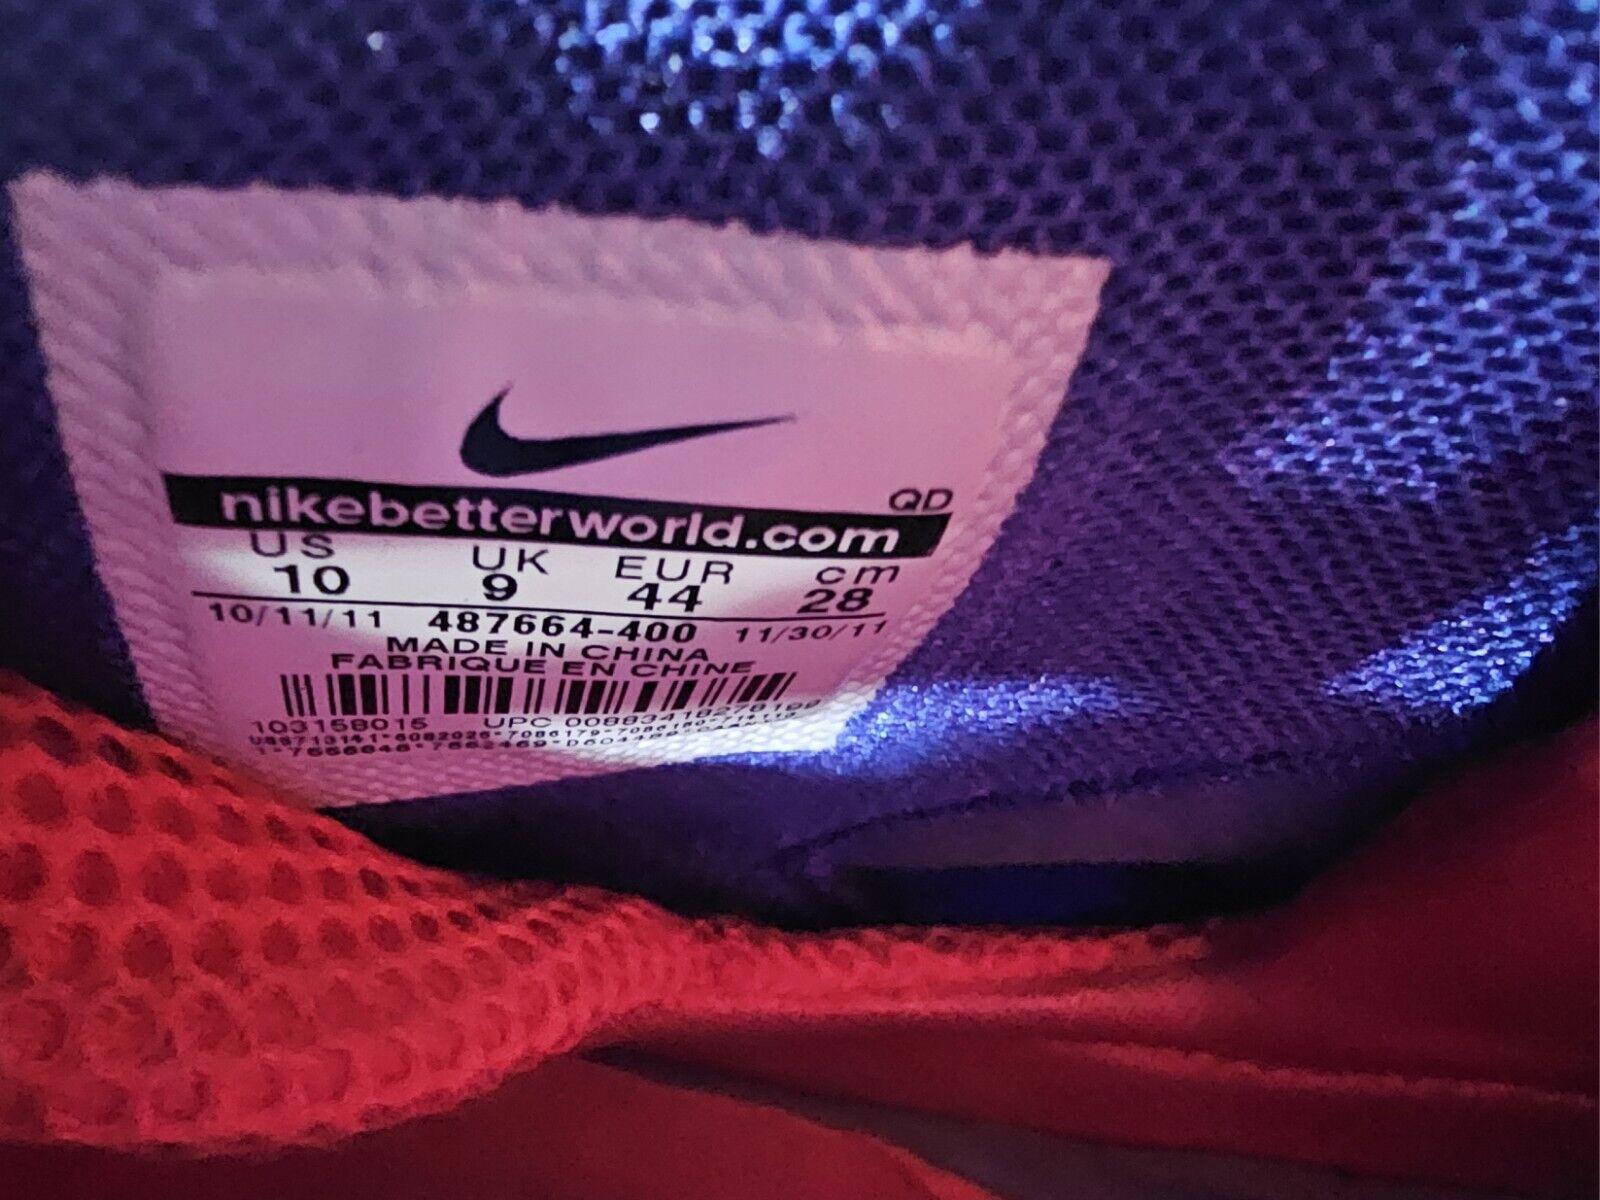 QD
nikebetterworld.com
US UK EUR cm
10 9 44 28
10/11/11 487664-400 11/30/11
MADE IN CHINA
FABRIQUE EN CHINE
103158015 UPC